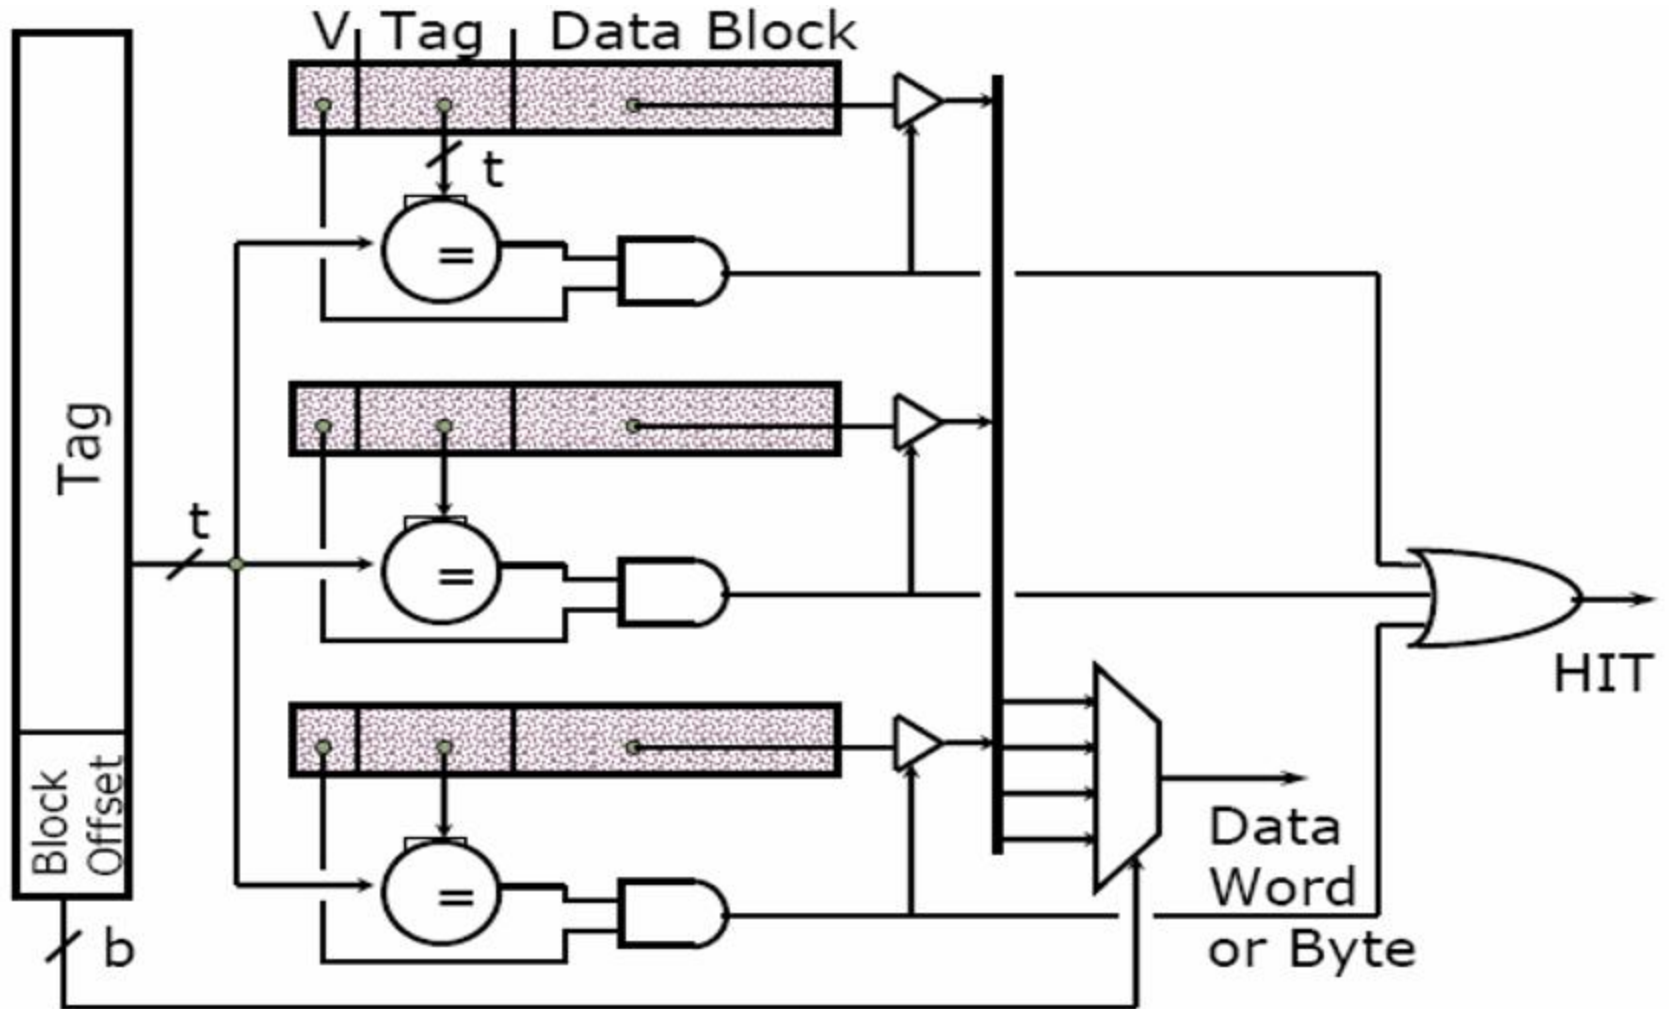 V Tag Data Block
t
=
Tag
t
=
HIT
Block
Offset
=
Data
Word
or Byte
b